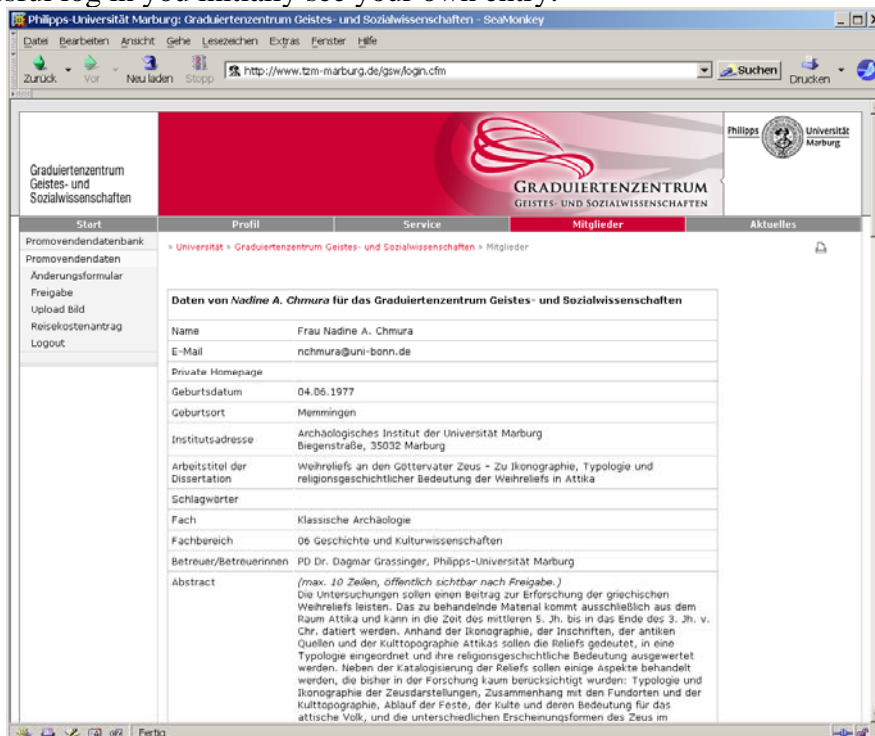 sful log in you initially see your own entry.
Philipps-Universität Marburg: Graduiertenzentrum Geistes- und Sozialwissenschaften - SeaMonkey
Datei Bearbeiten Ansicht Gehe Lesezeichen Extras Fenster Hilfe
Zurück Vor Neu laden Stopp http://www.tzm-marburg.de/gsw/login.cfm Suchen Drucken
Graduiertenzentrum
Geistes- und
Sozialwissenschaften
GRADUIERTENZENTRUM
GEISTES- UND SOZIALWISSENSCHAFTEN
Philipps Universität
Marburg
Start Profil Service Mitglieder Aktuelles
Promovendendatenbank
Promovendendaten
Änderungsformular
Freigabe
Upload Bild
Reisekostenantrag
Logout
» Universität » Graduiertenzentrum Geistes- und Sozialwissenschaften » Mitglieder
Daten von Nadine A. Chmura für das Graduiertenzentrum Geistes- und Sozialwissenschaften
Name Frau Nadine A. Chmura
E-Mail nchmura@uni-bonn.de
Private Homepage
Geburtsdatum 04.06.1977
Geburtsort Memmingen
Institutsadresse Archäologisches Institut der Universität Marburg
Biegenstraße, 35032 Marburg
Arbeitstitel der Dissertation Weihreliefs an den Göttervater Zeus - Zu Ikonographie, Typologie und
religionsgeschichtlicher Bedeutung der Weihreliefs in Attika
Schlagwörter
Fach Klassische Archäologie
Fachbereich 06 Geschichte und Kulturwissenschaften
Betreuer/Betreuerinnen PD Dr. Dagmar Grassinger, Philipps-Universität Marburg
Abstract (max. 10 Zeilen, öffentlich sichtbar nach Freigabe.)
Die Untersuchungen sollen einen Beitrag zur Erforschung der griechischen
Weihreliefs leisten. Das zu behandelnde Material kommt ausschließlich aus dem
Raum Attika und kann in die Zeit des mittleren 5. Jh. bis in das Ende des 3. Jh. v.
Chr. datiert werden. Anhand der Ikonographie, der Inschriften, der antiken
Quellen und der Kulttopographie Attikas sollen die Reliefs gedeutet, in eine
Typologie eingeordnet und ihre religionsgeschichtliche Bedeutung ausgewertet
werden. Neben der Katalogisierung der Reliefs sollen einige Aspekte behandelt
werden, die bisher in der Forschung kaum berücksichtigt wurden: Typologie und
Ikonographie der Zeusdarstellungen, Zusammenhang mit den Fundorten und der
Kulttopographie, Ablauf der Feste, der Kulte und deren Bedeutung für das
attische Volk, und die unterschiedlichen Erscheinungsformen des Zeus im
Fertig